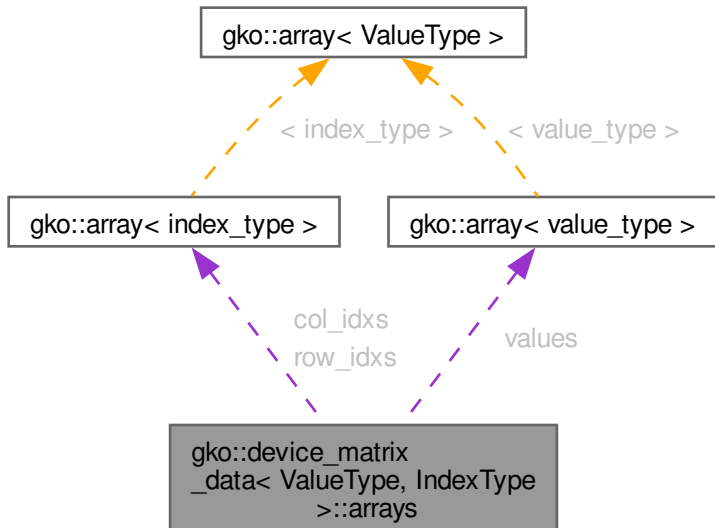 gko::array< ValueType >
< index_type >
< value_type >
gko::array< index_type >
gko::array< value_type >
col_idxs
row_idxs
values
gko::device_matrix
_data< ValueType, IndexType
>::arrays